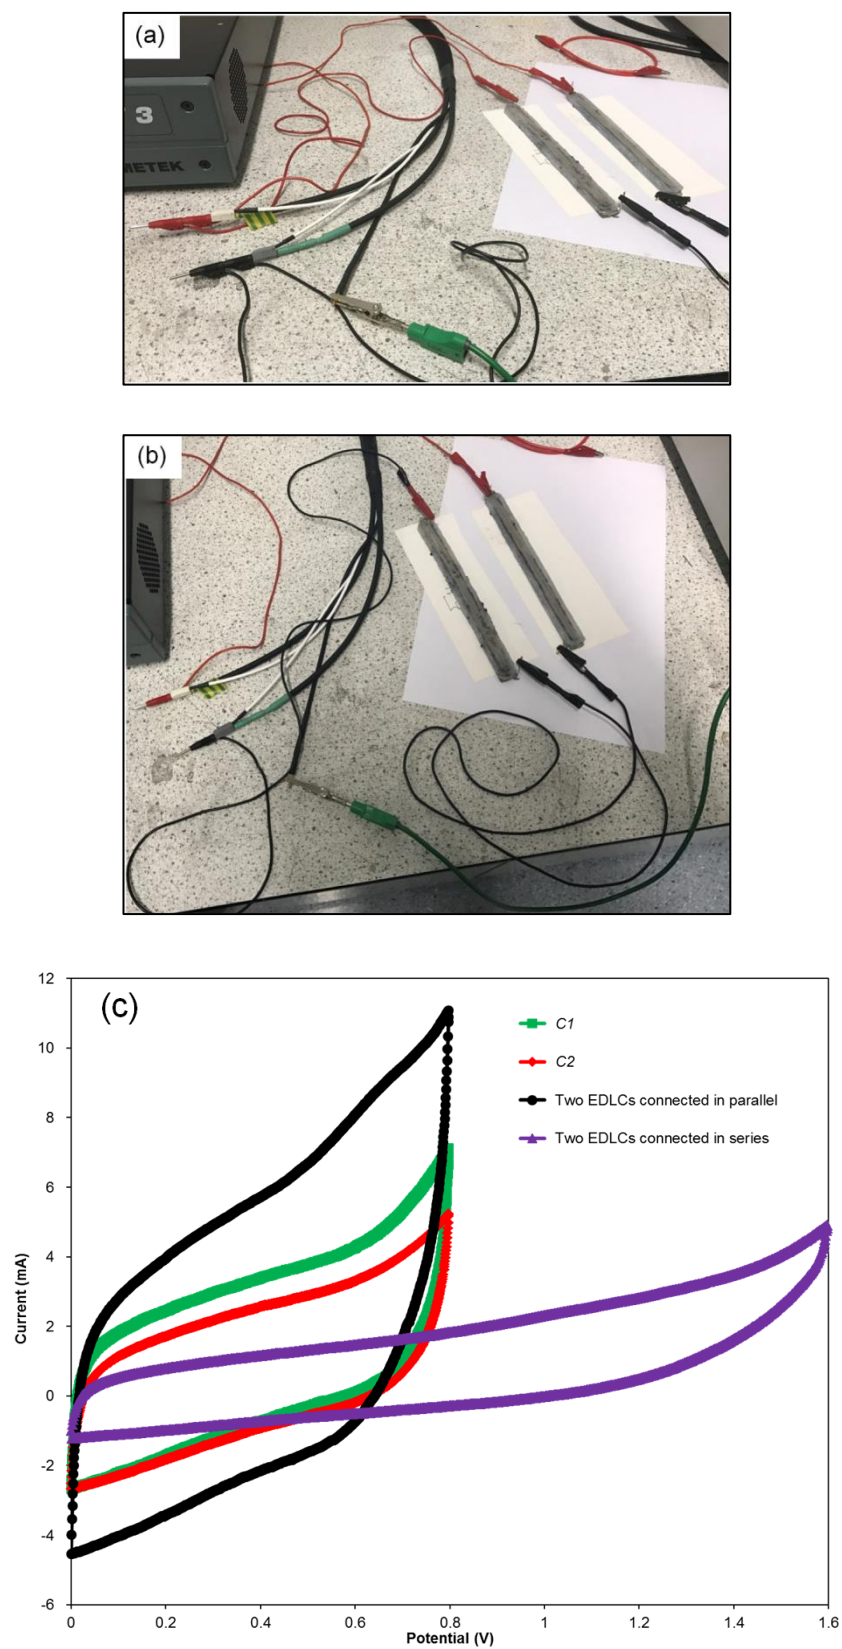 (a)
3
METEK
(b)
(c)
C1
C2
Two EDLCs connected in parallel
Two EDLCs connected in series
12
10
8
6
4
2
0
-2
-4
-6
Current (mA)
0
0.2
0.4
0.6
0.8
1
1.2
1.4
1.6
Potential (V)